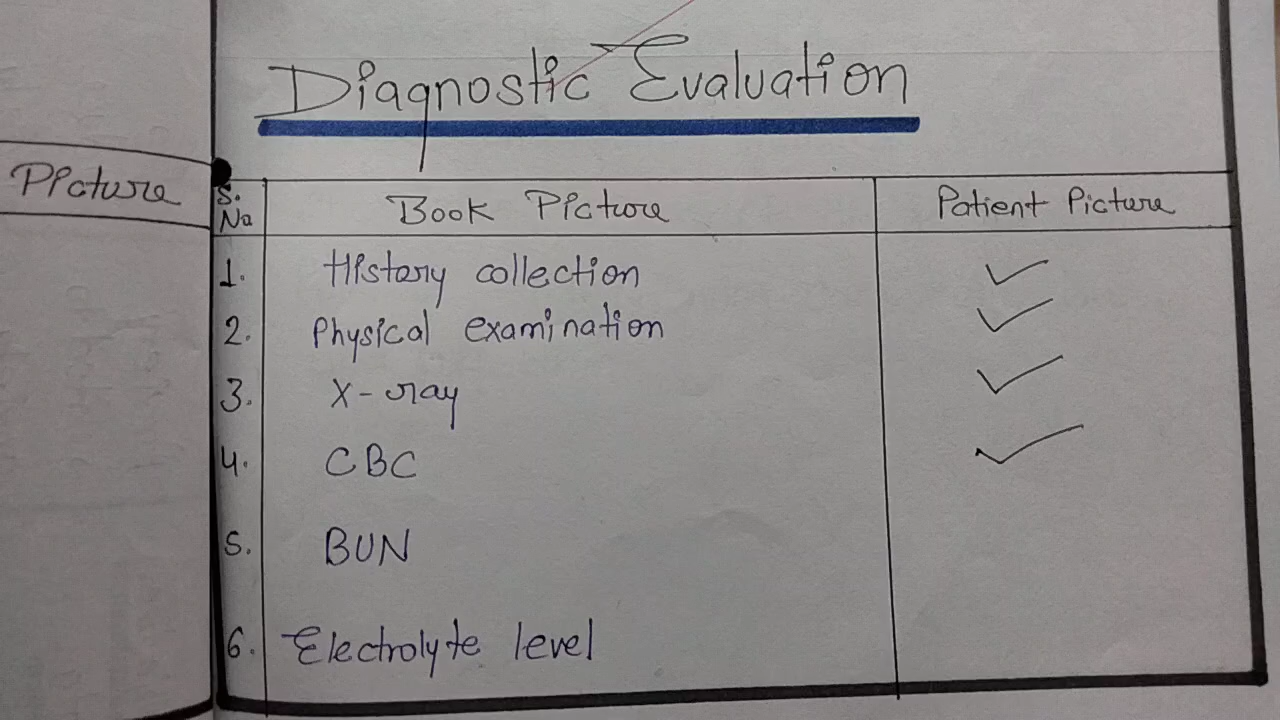 Diagnostic Evaluation
Picture
S. No Book Picture Patient Picture
1. History collection ✓
2. Physical examination ✓
3. X-ray ✓
4. CBC ✓
5. BUN
6. Electrolyte level